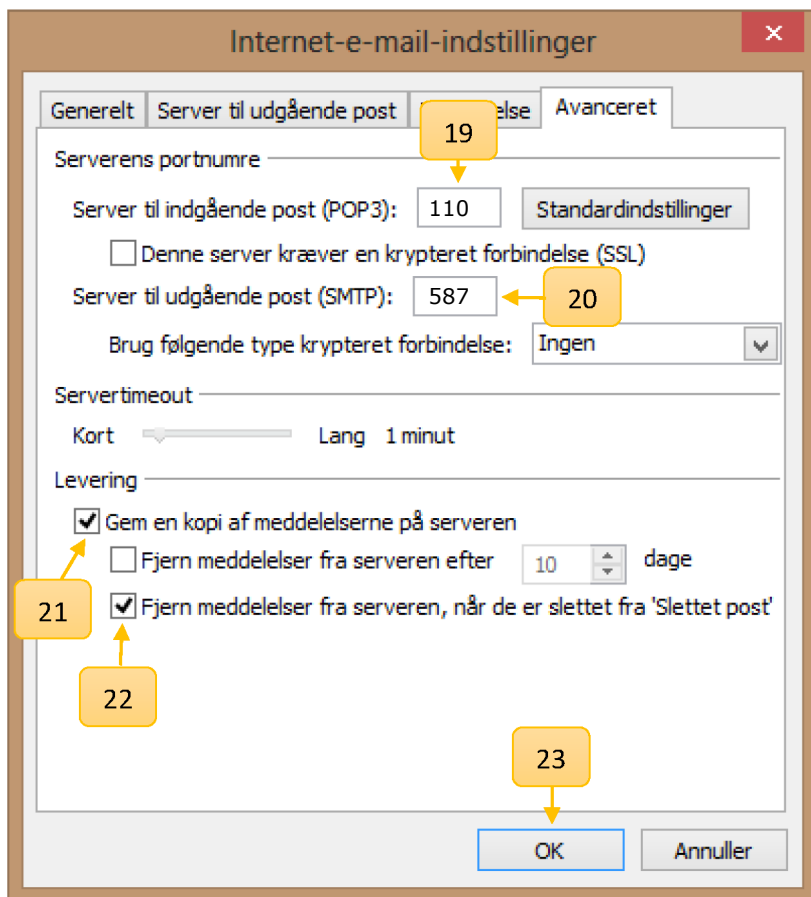 Internet-e-mail-indstillinger
Generelt Server til udgående post else Avanceret
19
Serverens portnumre
Server til indgående post (POP3): 110 Standardindstillinger
Denne server kræver en krypteret forbindelse (SSL)
Server til udgående post (SMTP): 587 20
Brug følgende type krypteret forbindelse: Ingen
Servertimeout
Kort Lang 1 minut
Levering
Gem en kopi af meddelelserne på serveren
Fjern meddelelser fra serveren efter 10 dage
21 Fjern meddelelser fra serveren, når de er slettet fra 'Slettet post'
22
23
OK Annuller